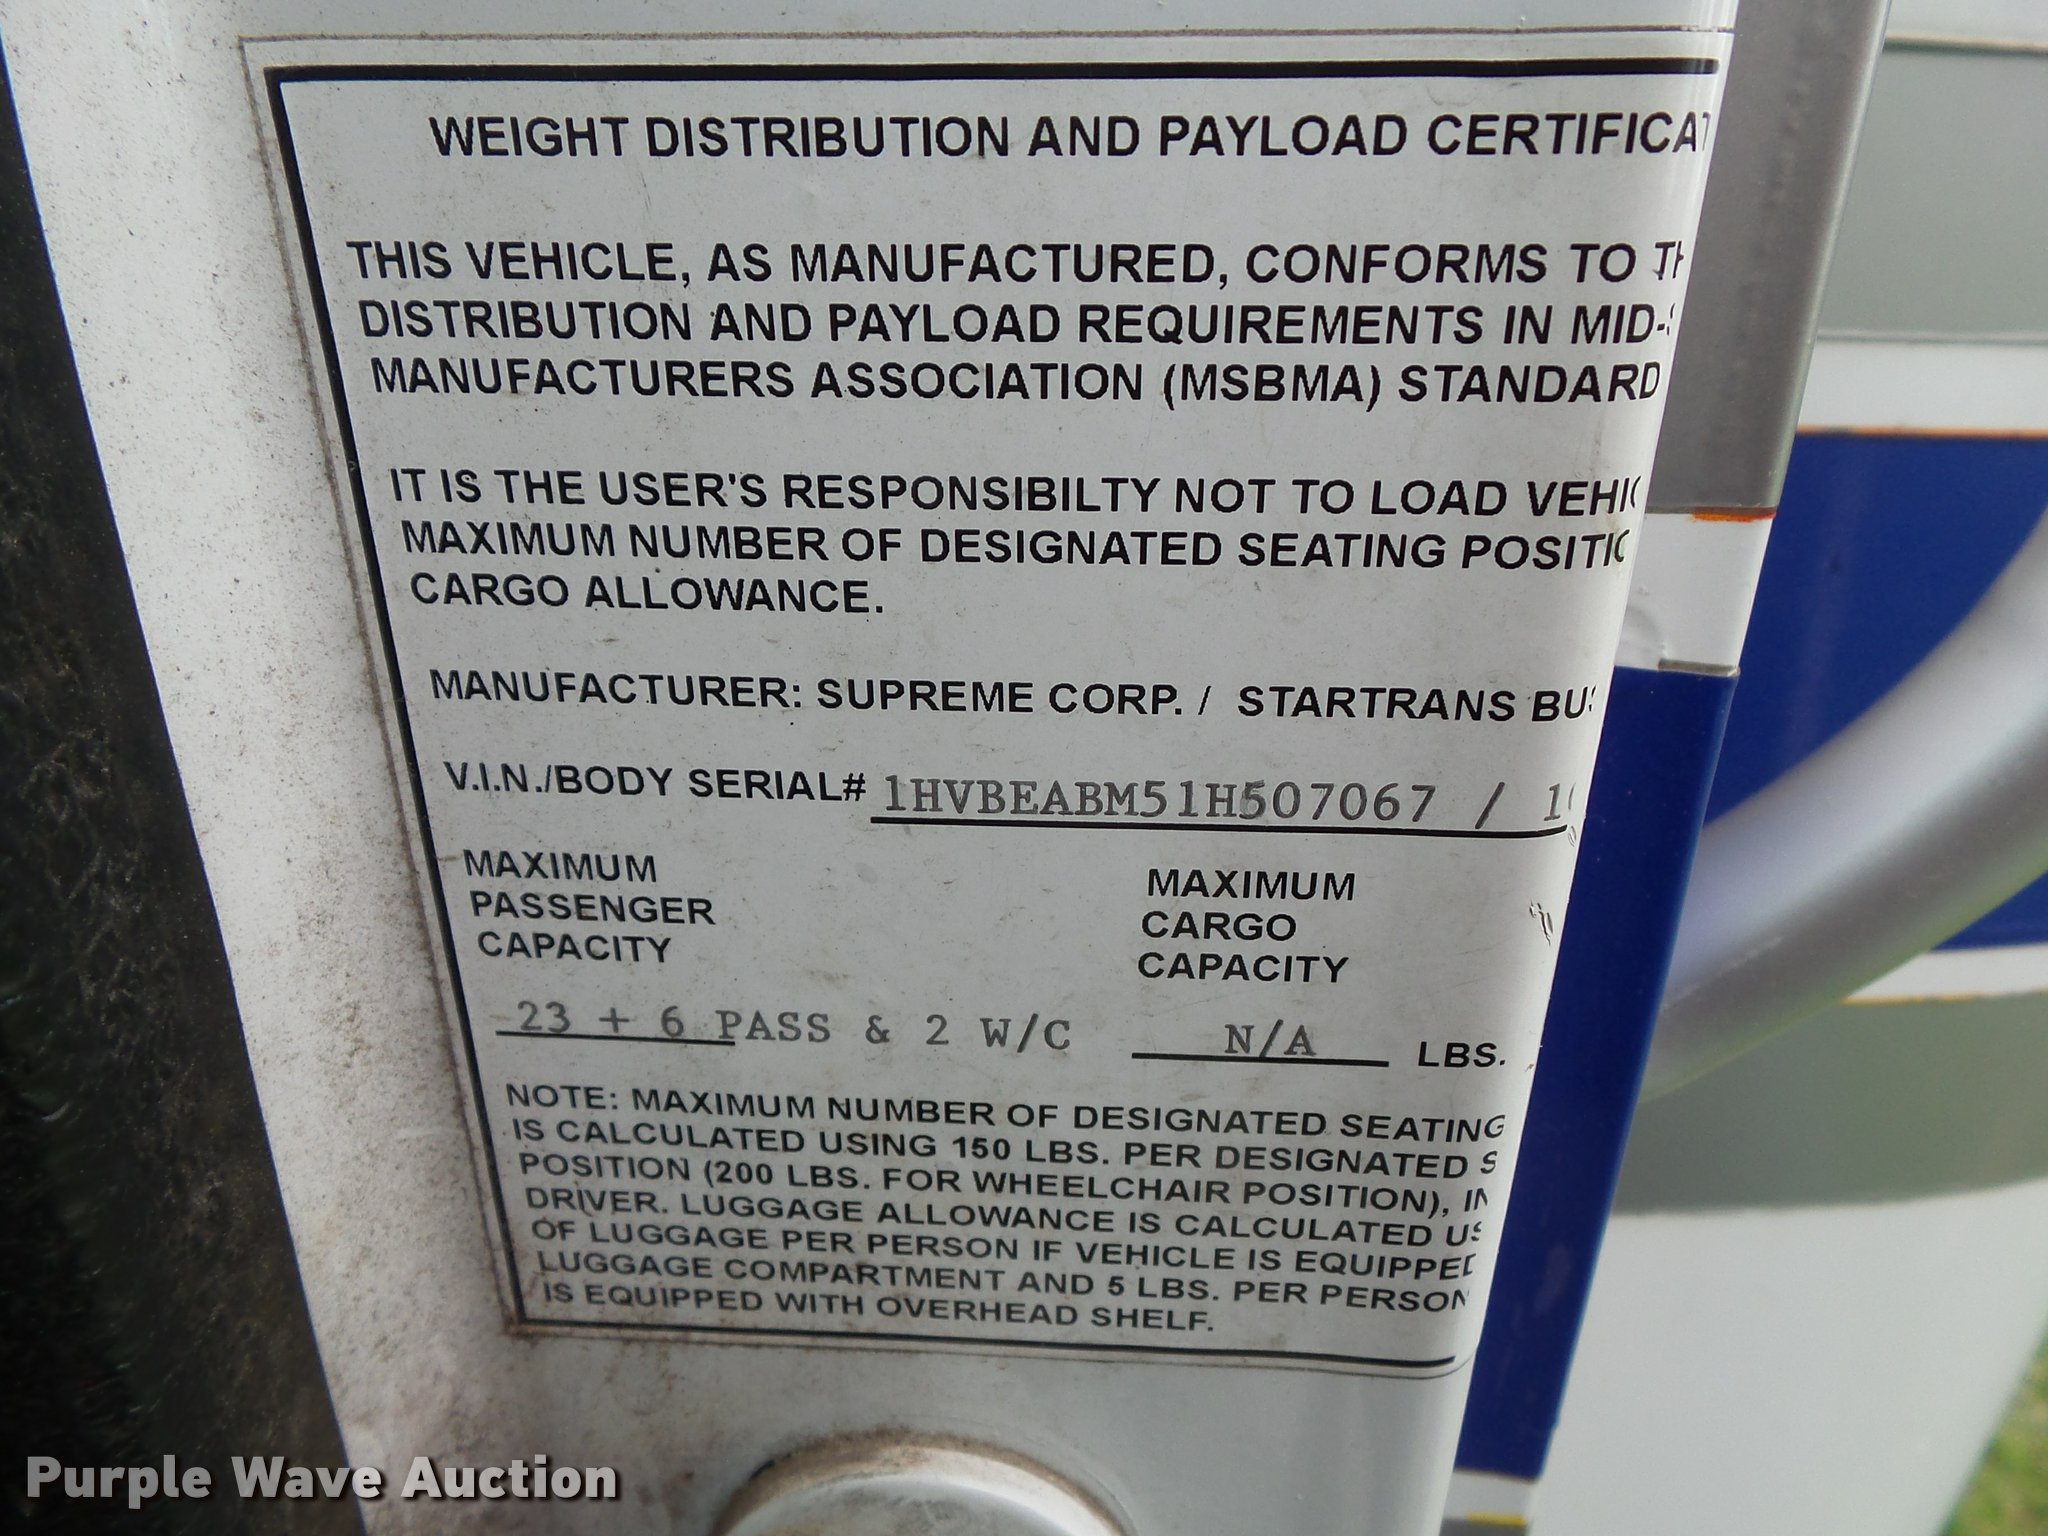 WEIGHT DISTRIBUTION AND PAYLOAD
THIS VEHICLE, AS MANUFACTURED, CONFORMS TO
DISTRIBUTION AND PAYLOAD REQUIREMENTS IN MID-
MANUFACTURERS ASSOCIATION (MSBMA) STANDARD
IT IS THE USER'S RESPONSIBILTY NOT TO LOAD
MAXIMUM NUMBER OF DESIGNATED SEATING
CARGO ALLOWANCE.
MANUFACTURER: SUPREME CORP. / STARTRANS
V.I.N./BODY SERIAL# 1HVBEABM51H507067 /
MAXIMUM
PASSENGER
CAPACITY
MAXIMUM
CARGO
CAPACITY
23 + 6 PASS & 2 W/C N/A LBS.
NOTE: MAXIMUM NUMBER OF DESIGNATED SEATING
IS CALCULATED USING 150 LBS. PER DESIGNATED
POSITION (200 LBS. FOR WHEELCHAIR POSITION),
DRIVER. LUGGAGE ALLOWANCE IS CALCULATED
OF LUGGAGE PER PERSON IF VEHICLE IS EQUIPPED
LUGGAGE COMPARTMENT AND 5 LBS. PER PERSON
IS EQUIPPED WITH OVERHEAD SHELF.
Purple Wave Auction